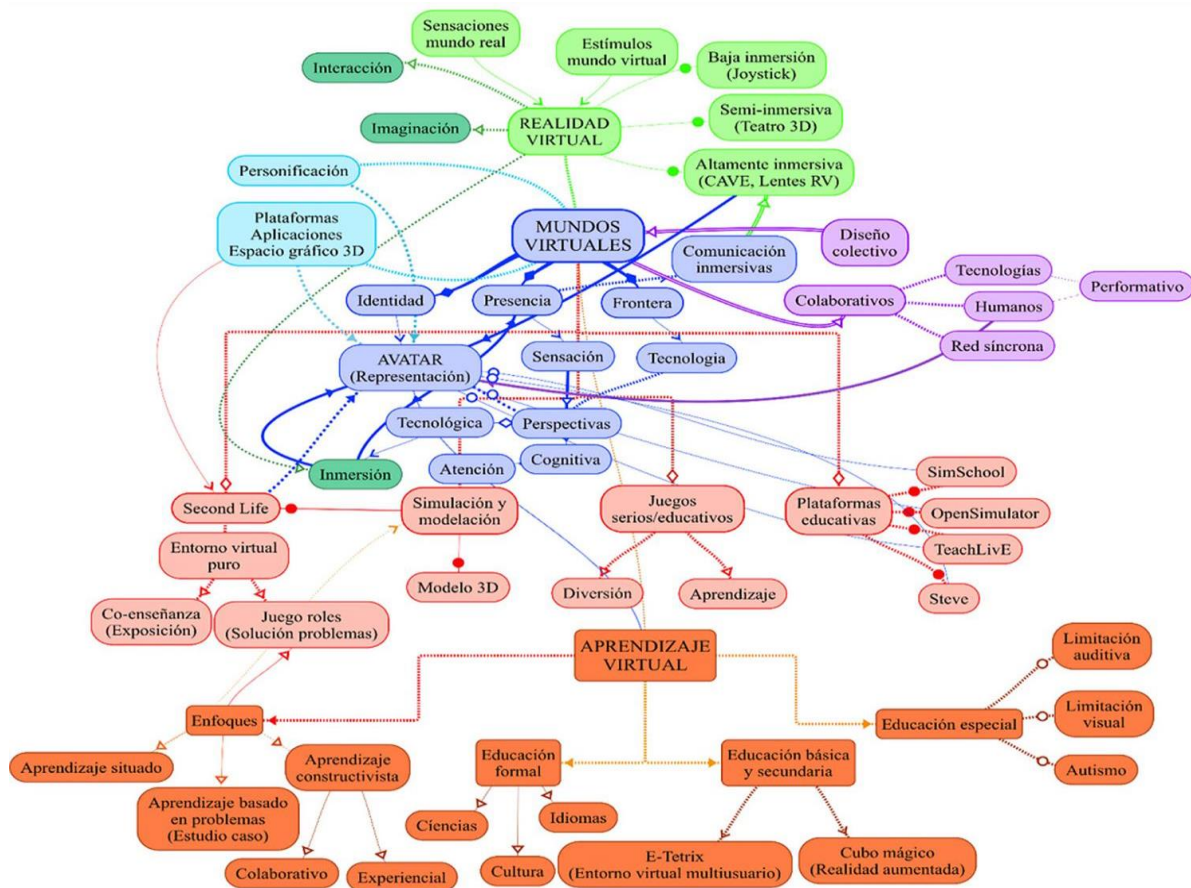 Sensaciones
mundo real
Estímulos
mundo virtual
Baja inmersión
(Joystick)
Interacción
Semi-inmersiva
(Teatro 3D)
Imaginación
REALIDAD
VIRTUAL
Altamente inmersiva
(CAVE, Lentes RV)
Personificación
Plataformas
Aplicaciones
Espacio gráfico 3D
MUNDOS
VIRTUALES
Diseño
colectivo
Comunicación
inmersivas
Tecnologías
Identidad
Presencia
Frontera
Colaborativos
Humanos
Performativo
Red síncrona
AVATAR
(Representación)
Sensación
Tecnologia
Tecnológica
Perspectivas
Inmersión
Atención
Cognitiva
SimSchool
Second Life
Simulación y
modelación
Juegos
serios/educativos
Plataformas
educativas
OpenSimulator
Entorno virtual
puro
TeachLivE
Modelo 3D
Diversión
Aprendizaje
Steve
Co-enseñanza
(Exposición)
Juego roles
(Solución problemas)
APRENDIZAJE
VIRTUAL
Limitación
auditiva
Enfoques
Educación especial
Limitación
visual
Aprendizaje situado
Aprendizaje
constructivista
Educación
formal
Educación básica
y secundaria
Autismo
Aprendizaje basado
en problemas
(Estudio caso)
Ciencias
Idiomas
Colaborativo
Experiencial
Cultura
E-Tetrix
(Entorno virtual multiusuario)
Cubo mágico
(Realidad aumentada)